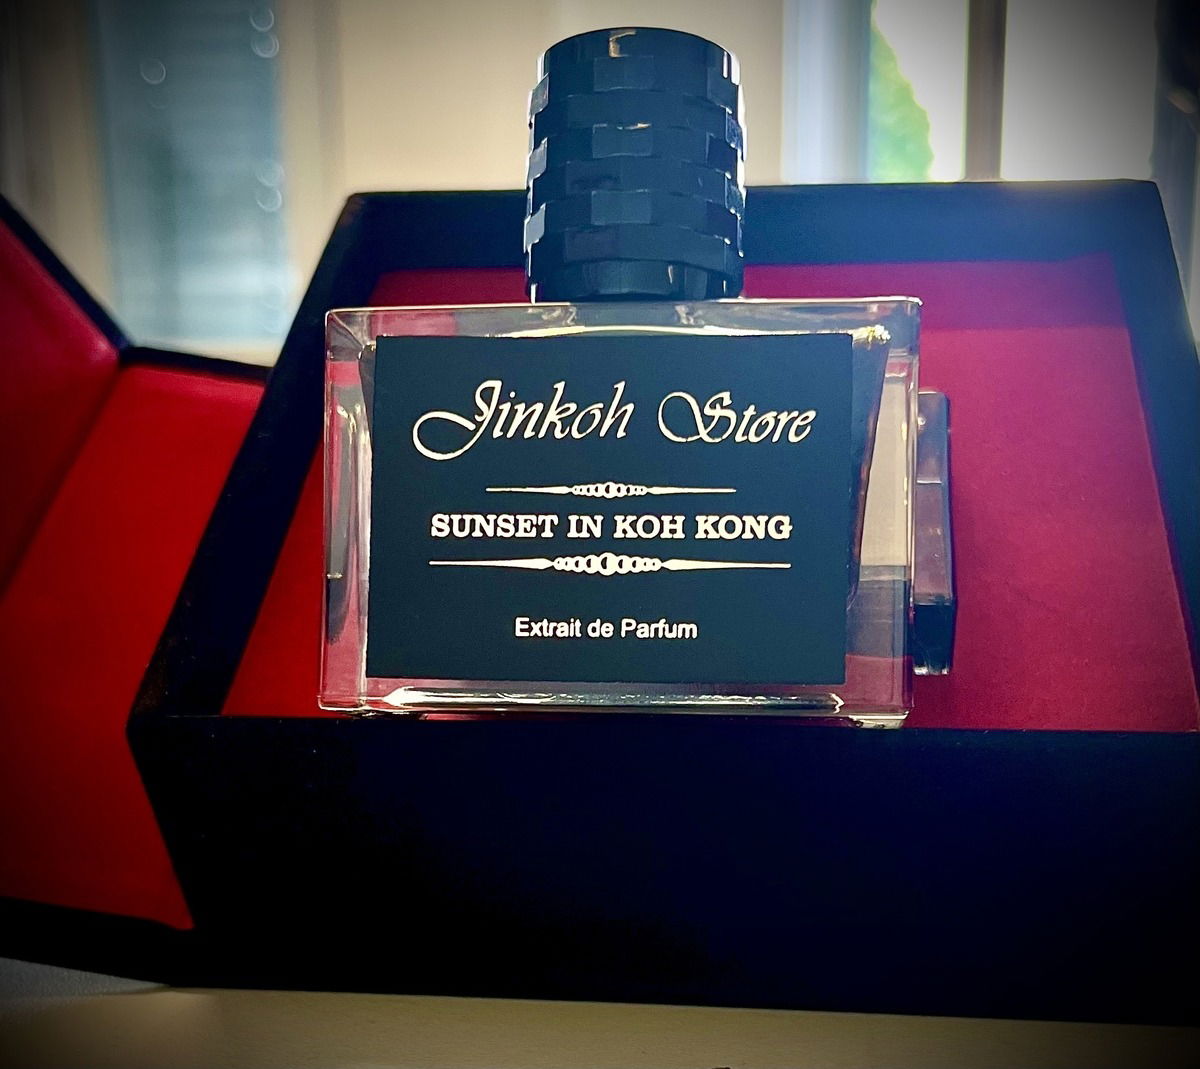 Jinkoh Store
SUNSET IN KOH KONG
Extrait de Parfum